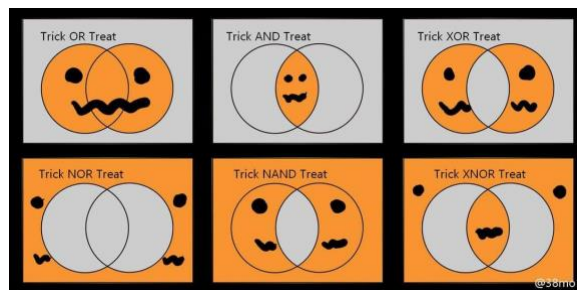 Trick OR Treat
Trick AND Treat
Trick XOR Treat
Trick NOR Treat
Trick NAND Treat
Trick XNOR Treat
@38mo